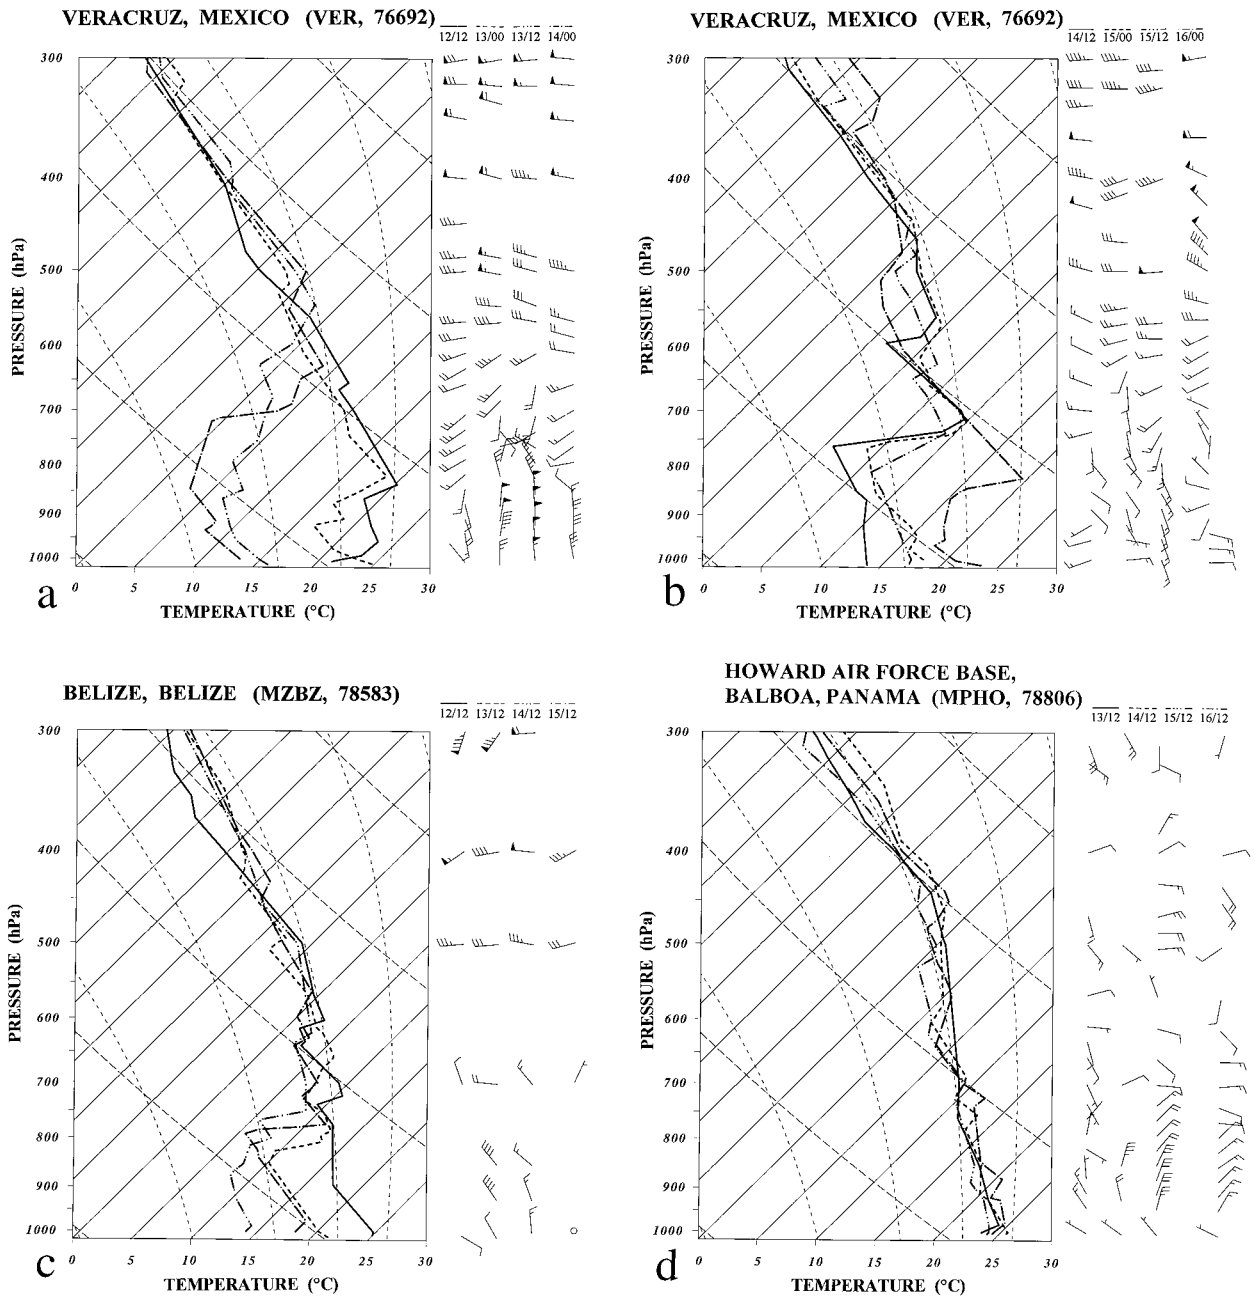 VERACRUZ, MEXICO (VER, 76692)
12/12 13/00 13/12 14/00
300
400
500
600
700
800
900
1000
PRESSURE (hPa)
0 5 10 15 20 25 30
TEMPERATURE (°C)
a
VERACRUZ, MEXICO (VER, 76692)
14/12 15/00 15/12 16/00
300
400
500
600
700
800
900
1000
PRESSURE (hPa)
0 5 10 15 20 25 30
TEMPERATURE (°C)
b
BELIZE, BELIZE (MZBZ, 78583)
12/12 13/12 14/12 15/12
300
400
500
600
700
800
900
1000
PRESSURE (hPa)
0 5 10 15 20 25 30
TEMPERATURE (°C)
c
HOWARD AIR FORCE BASE,
BALBOA, PANAMA (MPHO, 78806)
13/12 14/12 15/12 16/12
300
400
500
600
700
800
900
1000
PRESSURE (hPa)
0 5 10 15 20 25 30
TEMPERATURE (°C)
d